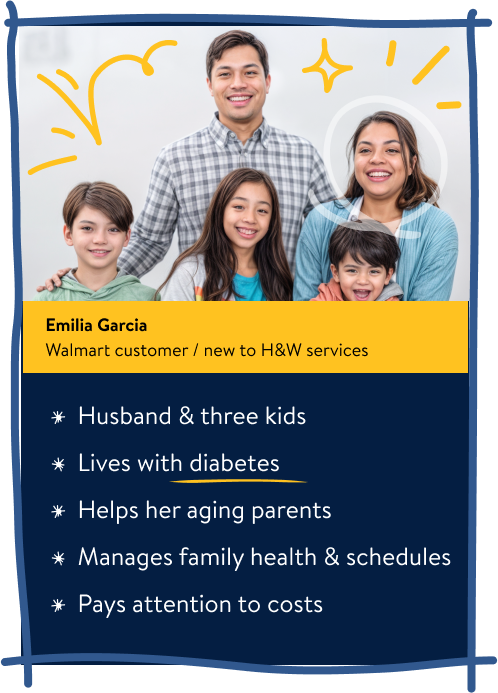 Emilia Garcia
Walmart customer / new to H&W services
Husband & three kids
Lives with diabetes
Helps her aging parents
Manages family health & schedules
Pays attention to costs